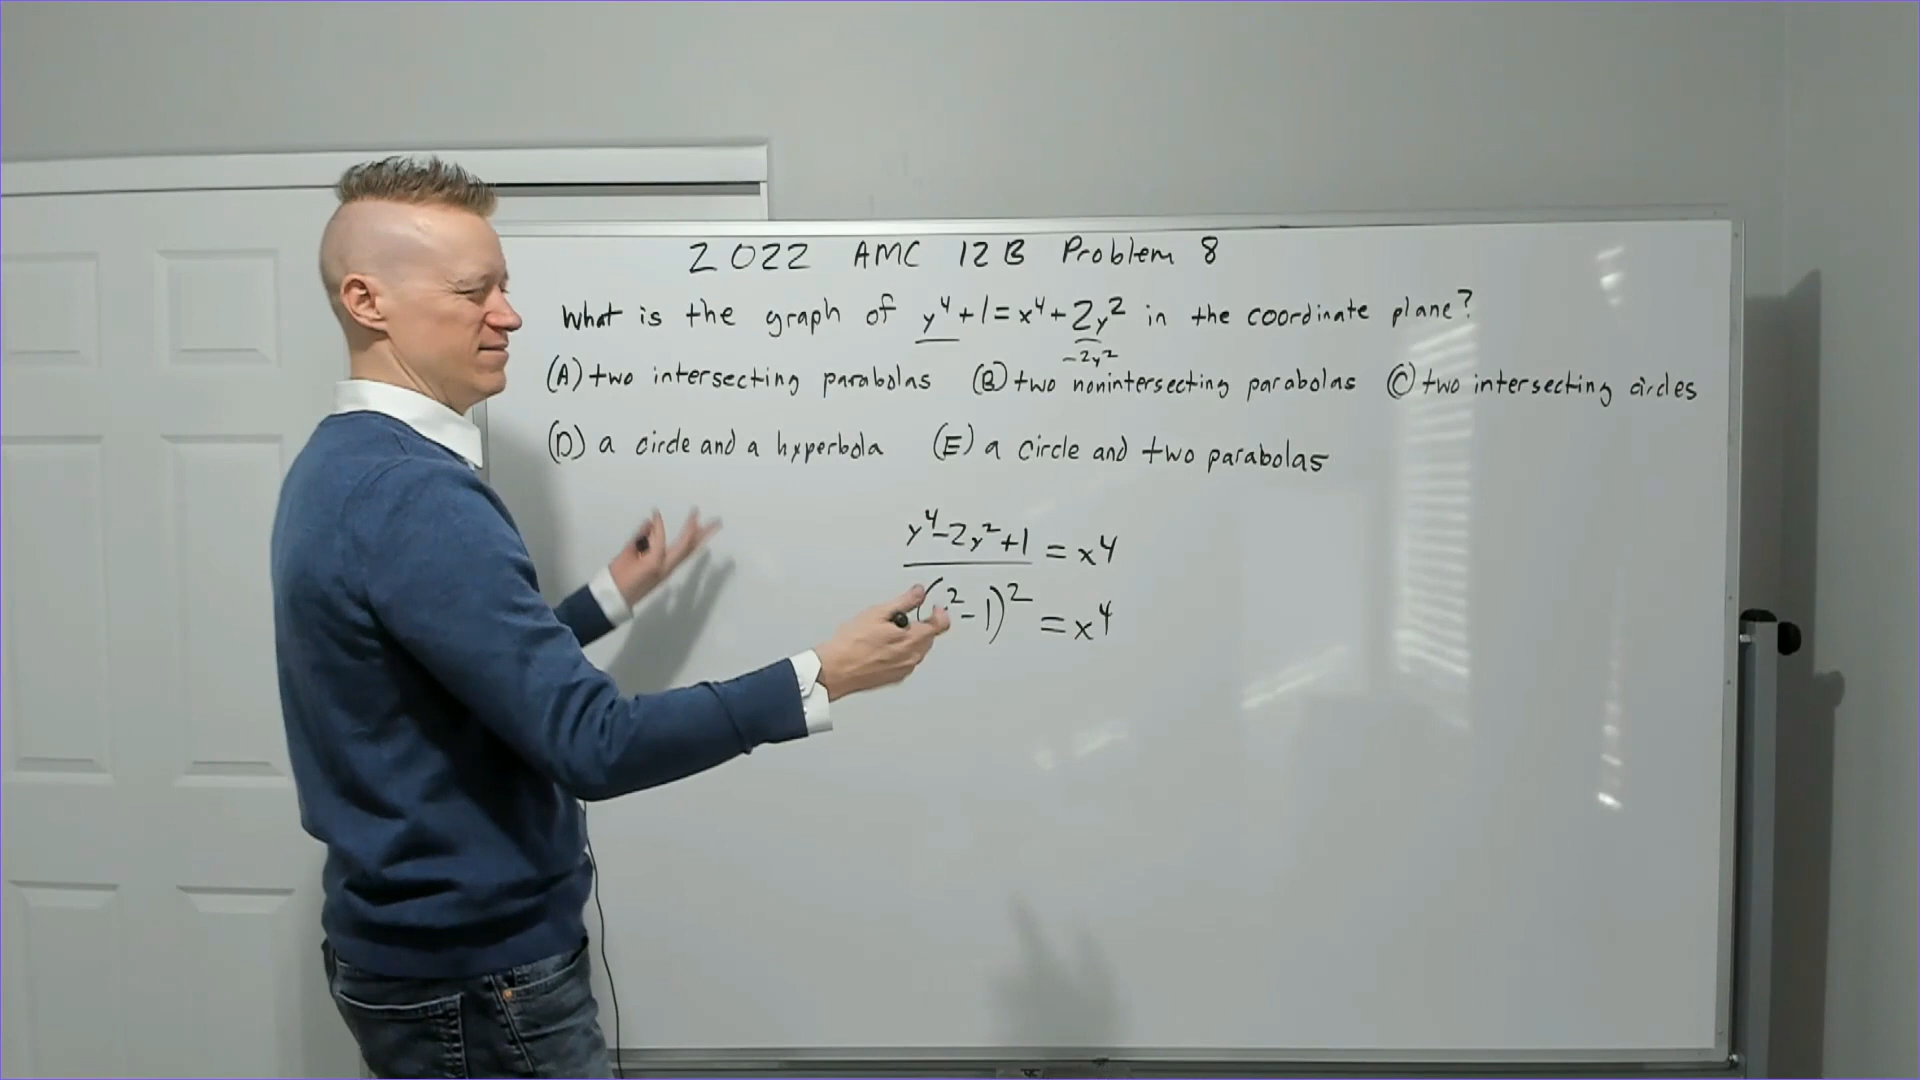 2022 AMC 12B Problem 8
What is the graph of y⁴+1=x⁴+2y² in the coordinate plane?
-2y²
(A) two intersecting parabolas (B) two nonintersecting parabolas (C) two intersecting circles
(D) a circle and a hyperbola (E) a circle and two parabolas
y⁴-2y²+1 = x⁴
( ²-1)² = x⁴